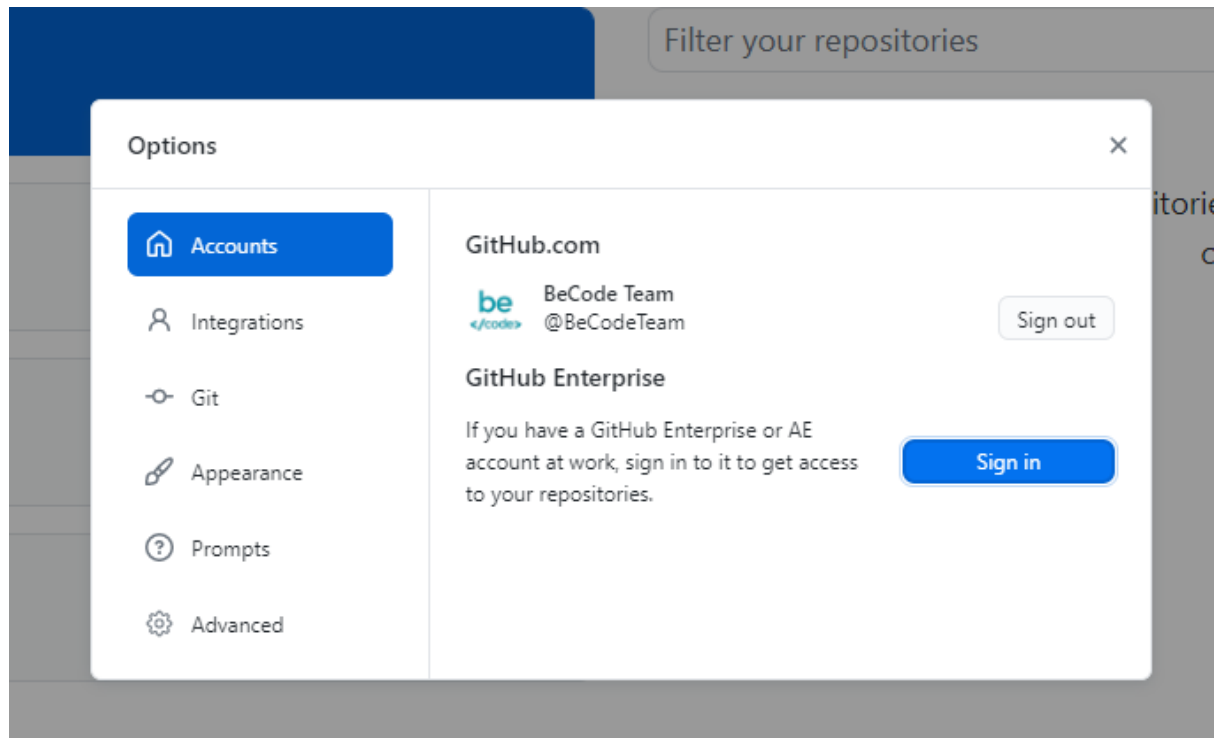 Filter your repositories
Options
Accounts
Integrations
Git
Appearance
Prompts
Advanced
GitHub.com
be
</code>
BeCode Team
@BeCodeTeam
Sign out
GitHub Enterprise
If you have a GitHub Enterprise or AE
account at work, sign in to it to get access
to your repositories.
Sign in